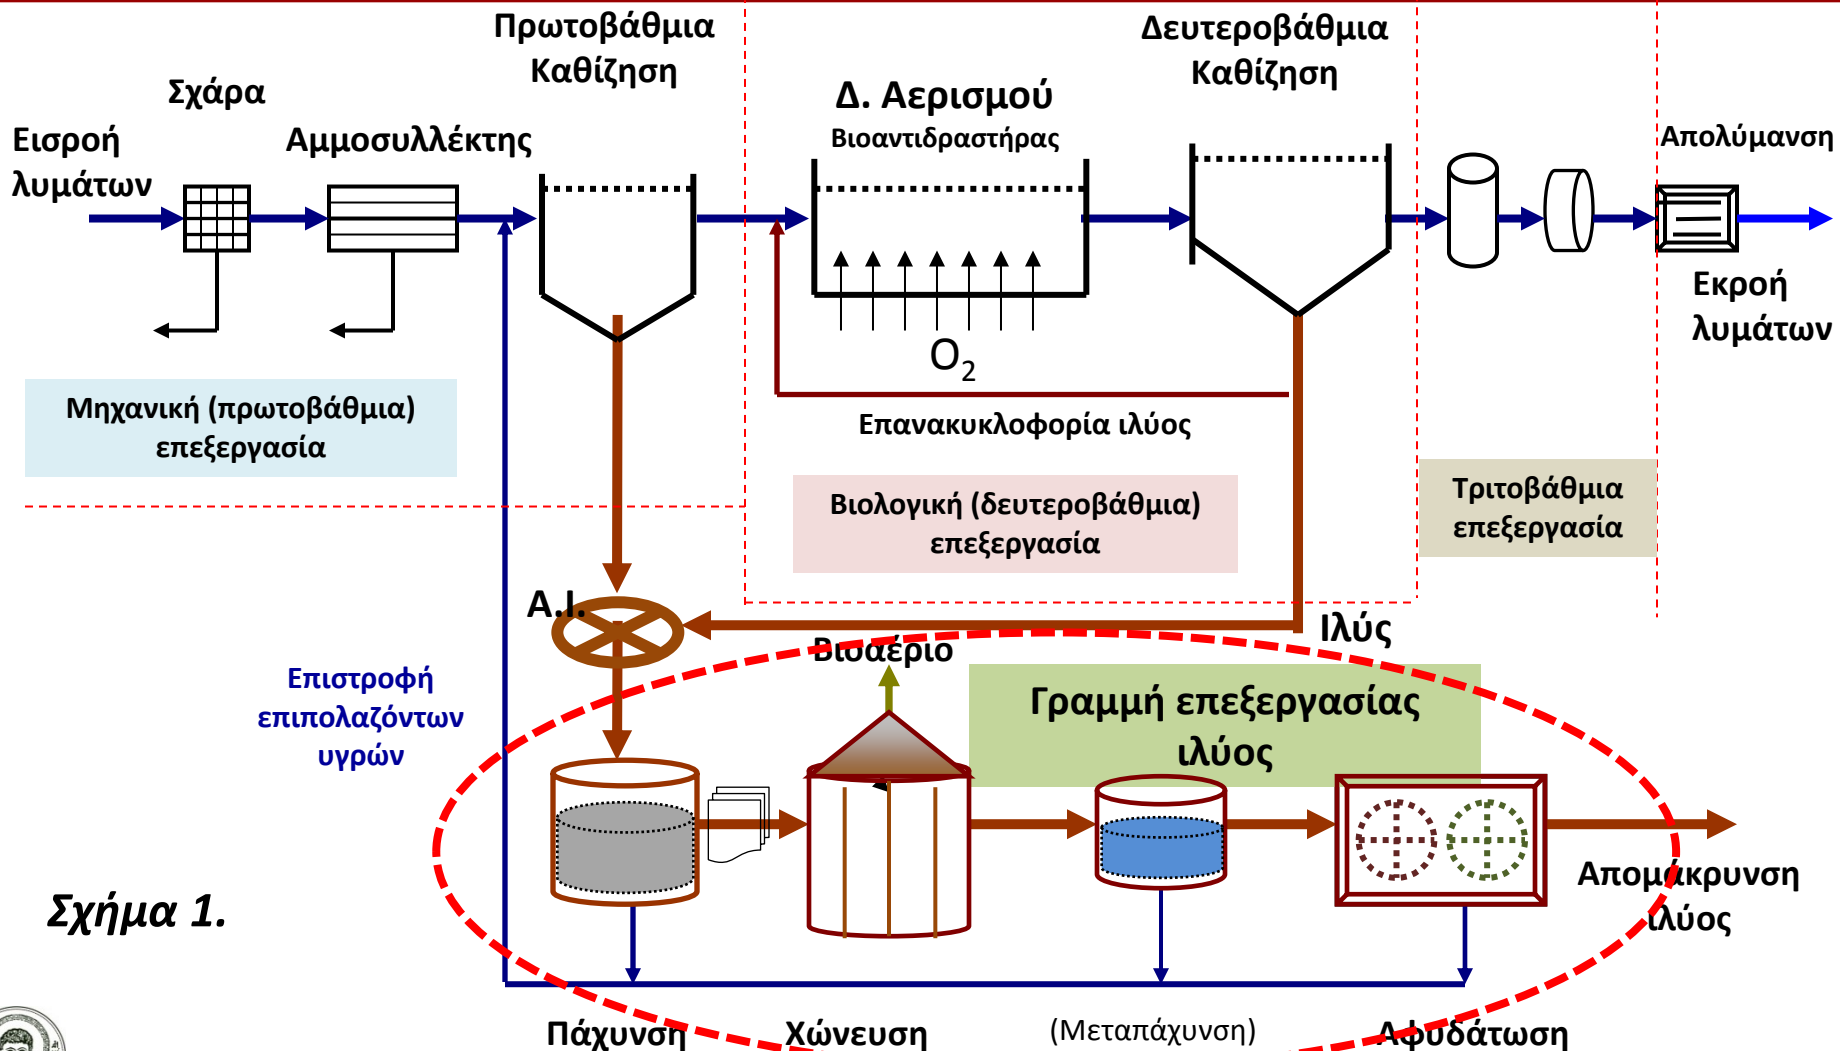 Πρωτοβάθμια
Καθίζηση
Δευτεροβάθμια
Καθίζηση
Σχάρα
Δ. Αερισμού
Βιοαντιδραστήρας
Εισροή
λυμάτων
Αμμοσυλλέκτης
Απολύμανση
Εκροή
λυμάτων
O2
Μηχανική (πρωτοβάθμια)
επεξεργασία
Επανακυκλοφορία ιλύος
Βιολογική (δευτεροβάθμια)
επεξεργασία
Τριτοβάθμια
επεξεργασία
Α.Ι.
Ιλύς
Βιοαέριο
Επιστροφή
επιπολαζόντων
υγρών
Γραμμή επεξεργασίας
ιλύος
Απομάκρυνση
ιλύος
Σχήμα 1.
Πάχυνση
Χώνευση
(Μεταπάχυνση)
Αφυδάτωση